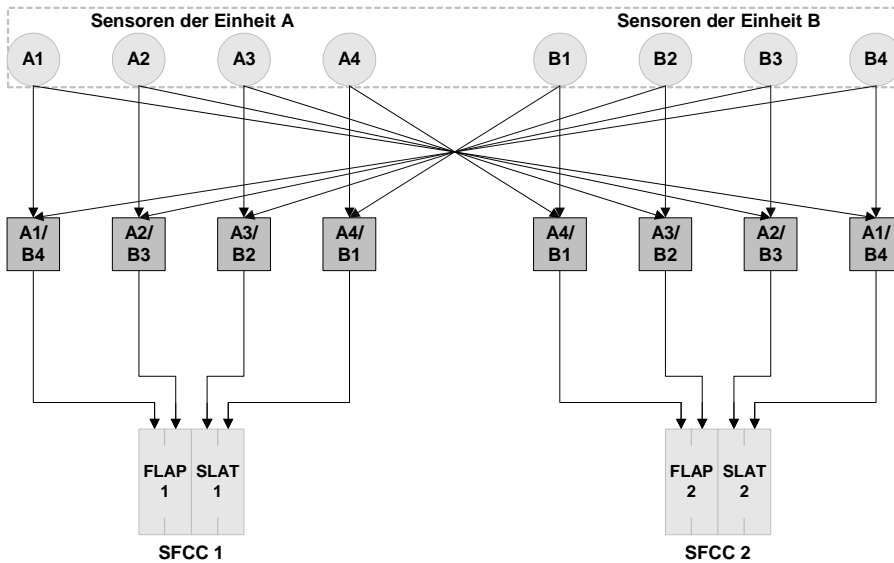 Sensoren der Einheit A
Sensoren der Einheit B
A1
A2
A3
A4
B1
B2
B3
B4
A1/
B4
A2/
B3
A3/
B2
A4/
B1
A4/
B1
A3/
B2
A2/
B3
A1/
B4
FLAP
1
SLAT
1
FLAP
2
SLAT
2
SFCC 1
SFCC 2